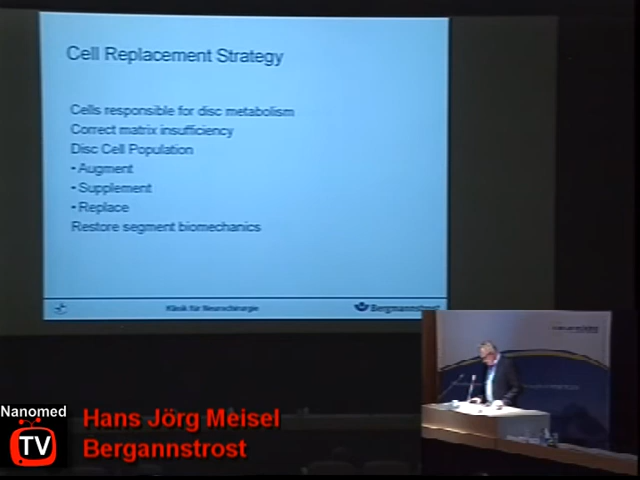 Cell Replacement Strategy
Cells responsible for disc metabolism
Correct matrix insufficiency
Disc Cell Population
• Augment
• Supplement
• Replace
Restore segment biomechanics
Klinik für Neurochirurgie
Bergmannstrost
Nanomed
TV
Hans Jörg Meisel
Bergannstrost